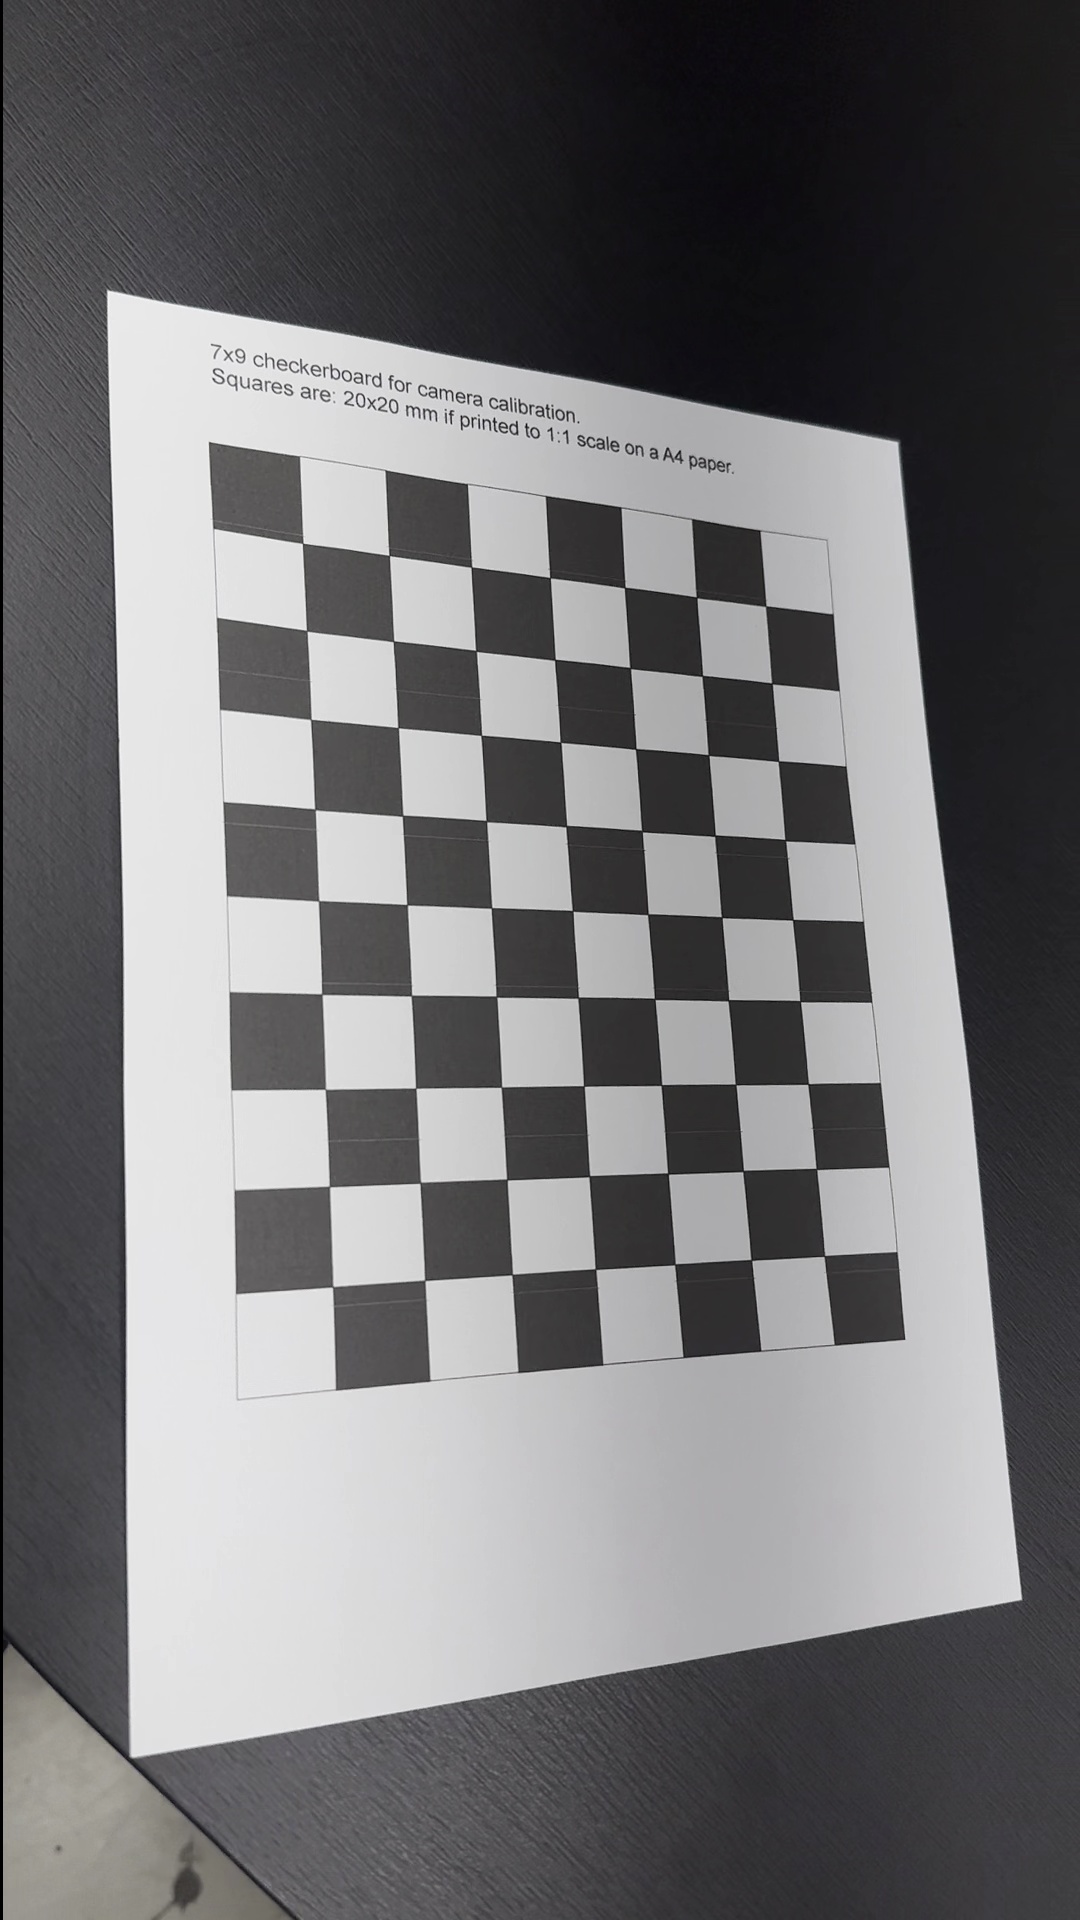 7x9 checkerboard for camera calibration.
Squares are: 20x20 mm if printed to 1:1 scale on a A4 paper.